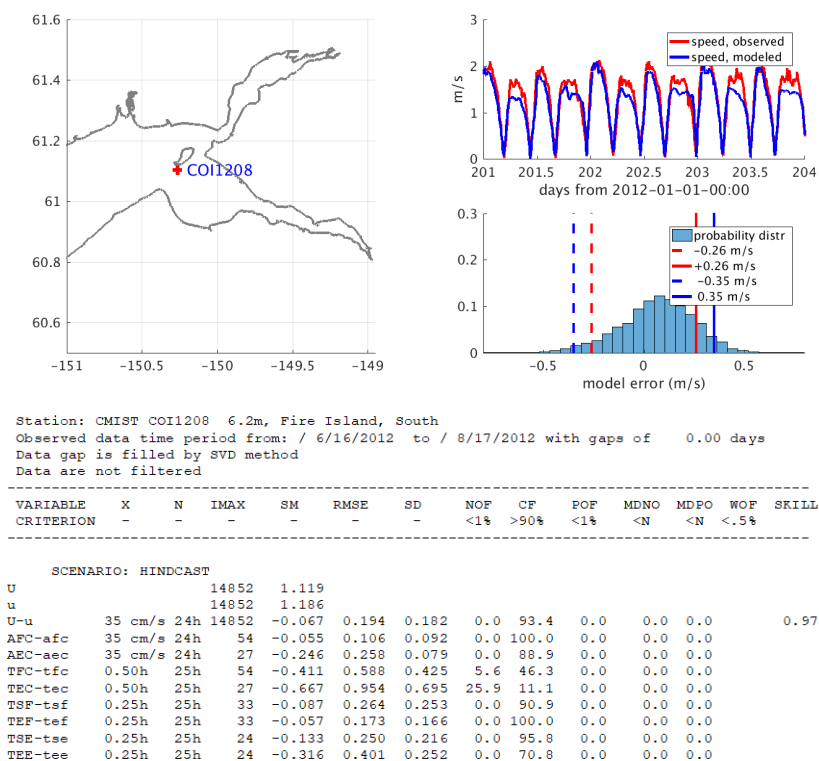 61.6
61.4
61.2
61
60.8
60.6
-151 -150.5 -150 -149.5 -149
COI1208
3
2
1
0
m/s
speed, observed
speed, modeled
201 201.5 202 202.5 203 203.5 204
days from 2012-01-01-00:00
0.3
0.2
0.1
0
probability distr
-0.26 m/s
+0.26 m/s
-0.35 m/s
0.35 m/s
-0.5 0 0.5
model error (m/s)
Station: CMIST COI1208 6.2m, Fire Island, South
Observed data time period from: / 6/16/2012 to / 8/17/2012 with gaps of 0.00 days
Data gap is filled by SVD method
Data are not filtered
VARIABLE X N IMAX SM RMSE SD NOF CF POF MDNO MDPO WOF SKILL
CRITERION - - - - - - <1% >90% <1% <N <N <.5%
SCENARIO: HINDCAST
U 14852 1.119
u 14852 1.186
U-u 35 cm/s 24h 14852 -0.067 0.194 0.182 0.0 93.4 0.0 0.0 0.0 0.97
AFC-afc 35 cm/s 24h 54 -0.055 0.106 0.092 0.0 100.0 0.0 0.0 0.0
AEC-aec 35 cm/s 24h 27 -0.246 0.258 0.079 0.0 88.9 0.0 0.0 0.0
TFC-tfc 0.50h 25h 54 -0.411 0.588 0.425 5.6 46.3 0.0 0.0 0.0
TEC-tec 0.50h 25h 27 -0.667 0.954 0.695 25.9 11.1 0.0 0.0 0.0
TSF-tsf 0.25h 25h 33 -0.087 0.264 0.253 0.0 90.9 0.0 0.0 0.0
TEF-tef 0.25h 25h 33 -0.057 0.173 0.166 0.0 100.0 0.0 0.0 0.0
TSE-tse 0.25h 25h 24 -0.133 0.250 0.216 0.0 95.8 0.0 0.0 0.0
TEE-tee 0.25h 25h 24 -0.316 0.401 0.252 0.0 70.8 0.0 0.0 0.0